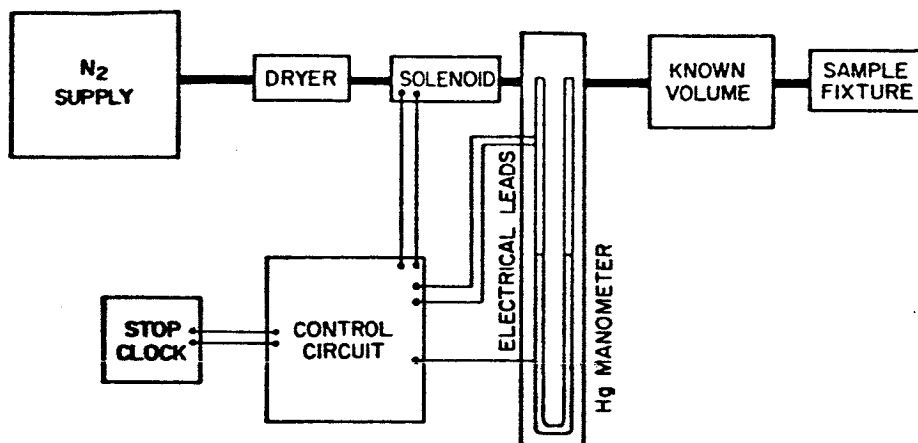 N2
SUPPLY
DRYER
SOLENOID
KNOWN
VOLUME
SAMPLE
FIXTURE
ELECTRICAL LEADS
Hg MANOMETER
STOP
CLOCK
CONTROL
CIRCUIT